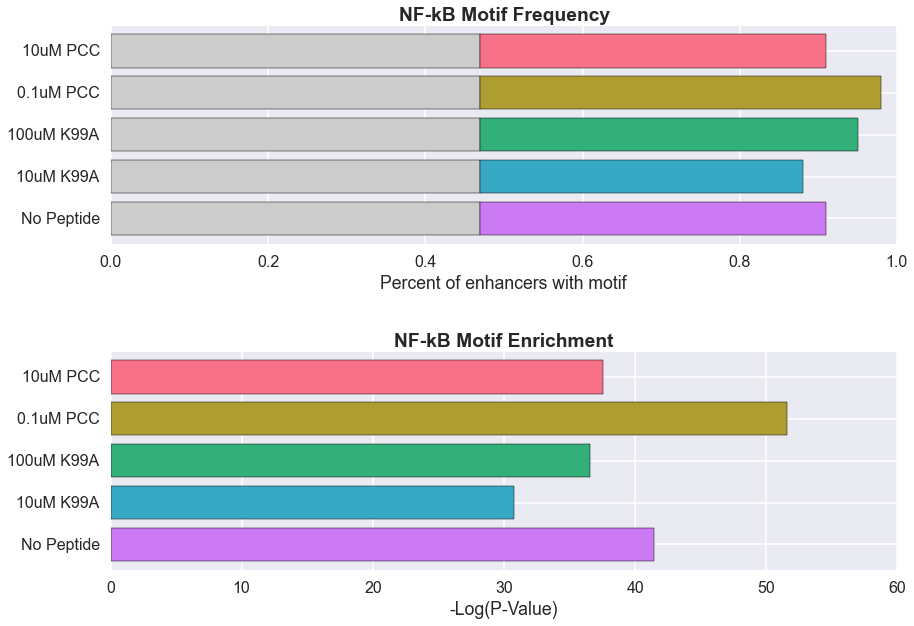 NF-kB Motif Frequency
10uM PCC
0.1uM PCC
100uM K99A
10uM K99A
No Peptide
0.0 0.2 0.4 0.6 0.8 1.0
Percent of enhancers with motif
NF-kB Motif Enrichment
10uM PCC
0.1uM PCC
100uM K99A
10uM K99A
No Peptide
0 10 20 30 40 50 60
-Log(P-Value)